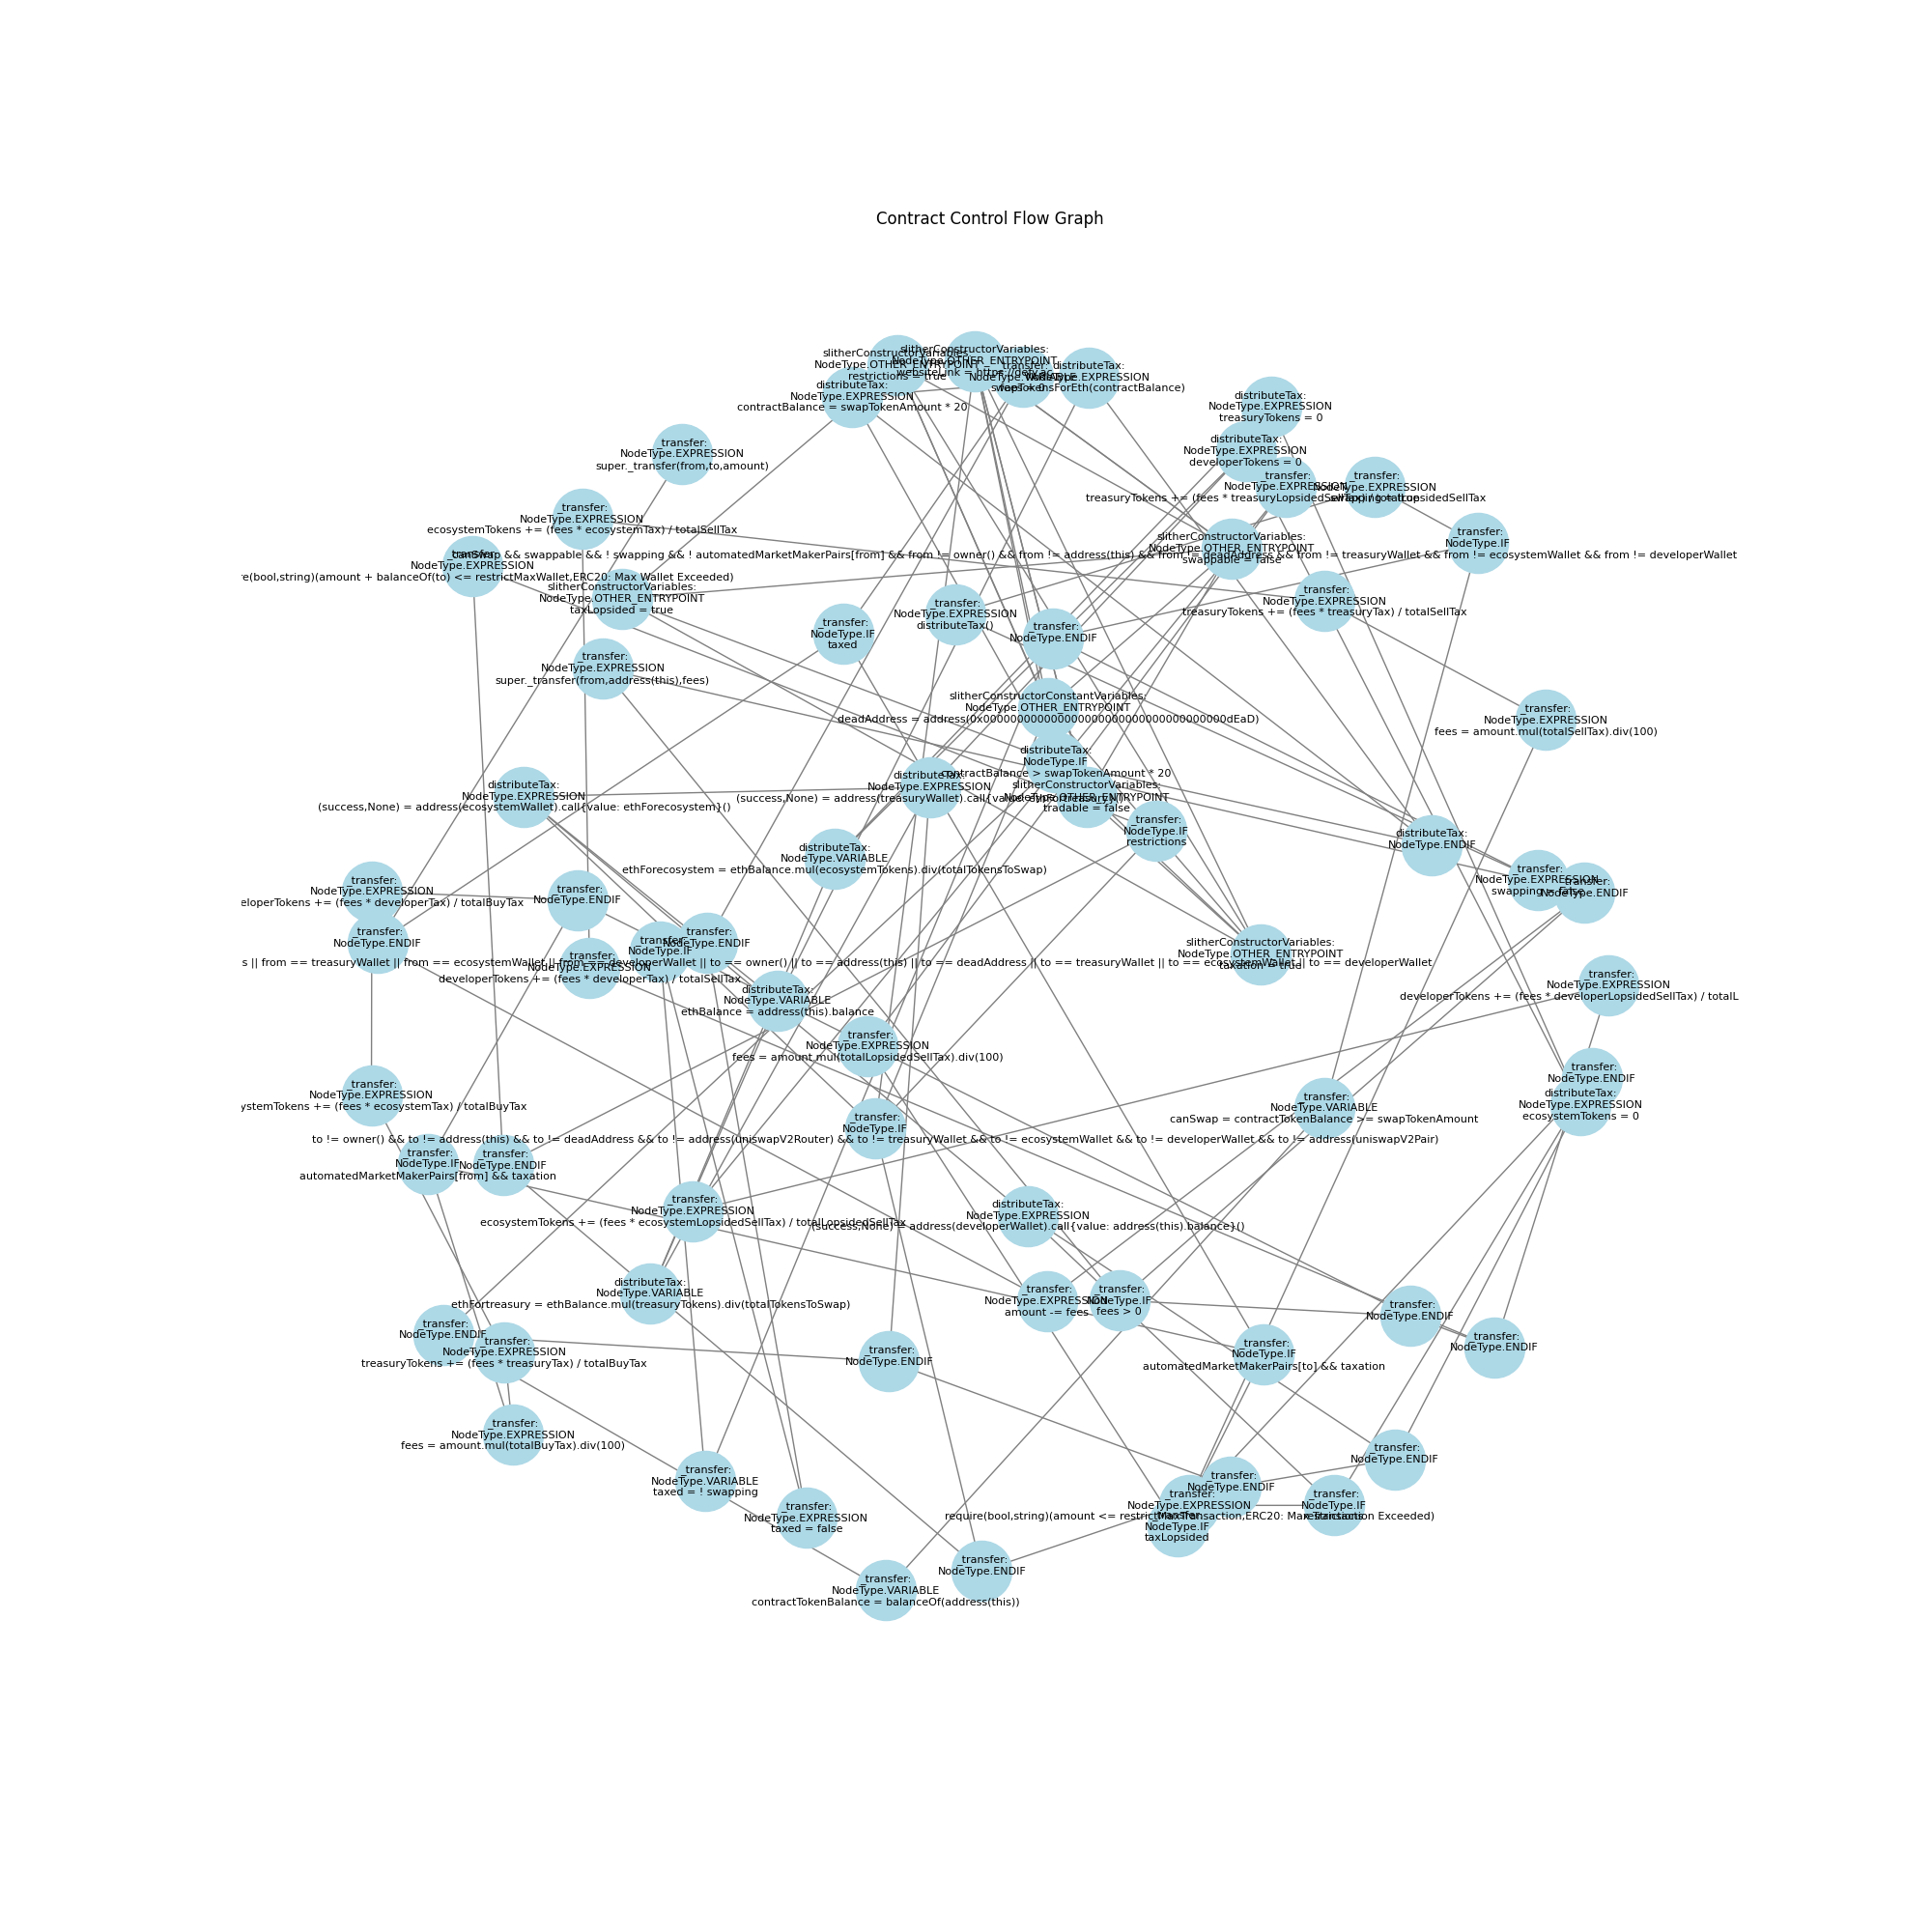 Contract Control Flow Graph
slitherConstructorVariables:
NodeType.OTHER_ENTRYPOINT
restrictions = true
slitherConstructorVariables:
NodeType.OTHER_ENTRYPOINT
_transfer:
NodeType.VARIABLE
fees = 0
distributeTax:
NodeType.EXPRESSION
swapTokensForEth(contractBalance)
distributeTax:
NodeType.EXPRESSION
contractBalance = swapTokenAmount * 20
distributeTax:
NodeType.EXPRESSION
treasuryTokens = 0
distributeTax:
NodeType.EXPRESSION
developerTokens = 0
_transfer:
NodeType.EXPRESSION
super._transfer(from,to,amount)
_transfer:
NodeType.EXPRESSION
treasuryTokens += (fees * treasuryLopsidedSellTax) / totalLopsidedSellTax
_transfer:
NodeType.EXPRESSION
swapping = true
_transfer:
NodeType.EXPRESSION
ecosystemTokens += (fees * ecosystemTax) / totalSellTax
_transfer:
NodeType.IF
canSwap && swappable && ! swapping && ! automatedMarketMakerPairs[from] && from != owner() && from != address(this) && from != deadAddress && from != treasuryWallet && from != ecosystemWallet && from != developerWallet
_transfer:
NodeType.EXPRESSION
re(bool,string)(amount + balanceOf(to) <= restrictMaxWallet,ERC20: Max Wallet Exceeded)
slitherConstructorVariables:
NodeType.OTHER_ENTRYPOINT
swappable = false
slitherConstructorVariables:
NodeType.OTHER_ENTRYPOINT
taxLopsided = true
_transfer:
NodeType.EXPRESSION
treasuryTokens += (fees * treasuryTax) / totalSellTax
_transfer:
NodeType.EXPRESSION
distributeTax()
_transfer:
NodeType.IF
taxed
_transfer:
NodeType.ENDIF
_transfer:
NodeType.EXPRESSION
super._transfer(from,address(this),fees)
slitherConstructorConstantVariables:
NodeType.OTHER_ENTRYPOINT
deadAddress = address(0x000000000000000000000000000000000000dEaD)
_transfer:
NodeType.EXPRESSION
fees = amount.mul(totalSellTax).div(100)
distributeTax:
NodeType.IF
contractBalance > swapTokenAmount * 20
distributeTax:
NodeType.EXPRESSION
(success,None) = address(treasuryWallet).call{value: ethFortreasury}()
slitherConstructorVariables:
NodeType.OTHER_ENTRYPOINT
tradable = false
distributeTax:
NodeType.EXPRESSION
(success,None) = address(ecosystemWallet).call{value: ethForecosystem}()
_transfer:
NodeType.IF
restrictions
distributeTax:
NodeType.ENDIF
distributeTax:
NodeType.VARIABLE
ethForecosystem = ethBalance.mul(ecosystemTokens).div(totalTokensToSwap)
_transfer:
NodeType.EXPRESSION
swapping = false
_transfer:
NodeType.ENDIF
_transfer:
NodeType.EXPRESSION
eloperTokens += (fees * developerTax) / totalBuyTax
_transfer:
NodeType.ENDIF
_transfer:
NodeType.ENDIF
_transfer:
NodeType.ENDIF
_transfer:
NodeType.IF
s || from == treasuryWallet || from == ecosystemWallet || from == developerWallet || to == owner() || to == address(this) || to == deadAddress || to == treasuryWallet || to == ecosystemWallet || to == developerWallet
slitherConstructorVariables:
NodeType.OTHER_ENTRYPOINT
taxation = true
_transfer:
NodeType.EXPRESSION
developerTokens += (fees * developerTax) / totalSellTax
_transfer:
NodeType.EXPRESSION
developerTokens += (fees * developerLopsidedSellTax) / totalL
distributeTax:
NodeType.VARIABLE
ethBalance = address(this).balance
_transfer:
NodeType.EXPRESSION
fees = amount.mul(totalLopsidedSellTax).div(100)
_transfer:
NodeType.ENDIF
distributeTax:
NodeType.EXPRESSION
ecosystemTokens = 0
_transfer:
NodeType.EXPRESSION
ystemTokens += (fees * ecosystemTax) / totalBuyTax
_transfer:
NodeType.VARIABLE
canSwap = contractTokenBalance >= swapTokenAmount
_transfer:
NodeType.IF
to != owner() && to != address(this) && to != deadAddress && to != address(uniswapV2Router) && to != treasuryWallet && to != ecosystemWallet && to != developerWallet && to != address(uniswapV2Pair)
_transfer:
NodeType.IF
automatedMarketMakerPairs[from] && taxation
_transfer:
NodeType.ENDIF
_transfer:
NodeType.EXPRESSION
ecosystemTokens += (fees * ecosystemLopsidedSellTax) / totalLopsidedSellTax
distributeTax:
NodeType.EXPRESSION
(success,None) = address(developerWallet).call{value: address(this).balance}()
distributeTax:
NodeType.VARIABLE
ethFortreasury = ethBalance.mul(treasuryTokens).div(totalTokensToSwap)
_transfer:
NodeType.EXPRESSION
amount -= fees
_transfer:
NodeType.IF
fees > 0
_transfer:
NodeType.ENDIF
_transfer:
NodeType.ENDIF
_transfer:
NodeType.ENDIF
_transfer:
NodeType.EXPRESSION
treasuryTokens += (fees * treasuryTax) / totalBuyTax
_transfer:
NodeType.ENDIF
_transfer:
NodeType.IF
automatedMarketMakerPairs[to] && taxation
_transfer:
NodeType.EXPRESSION
fees = amount.mul(totalBuyTax).div(100)
_transfer:
NodeType.ENDIF
_transfer:
NodeType.VARIABLE
taxed = ! swapping
_transfer:
NodeType.ENDIF
_transfer:
NodeType.EXPRESSION
require(bool,string)(amount <= restrictMaxTransaction,ERC20: Max Transaction Exceeded)
_transfer:
NodeType.IF
restrictions
_transfer:
NodeType.EXPRESSION
taxed = false
_transfer:
NodeType.IF
taxLopsided
_transfer:
NodeType.ENDIF
_transfer:
NodeType.VARIABLE
contractTokenBalance = balanceOf(address(this))